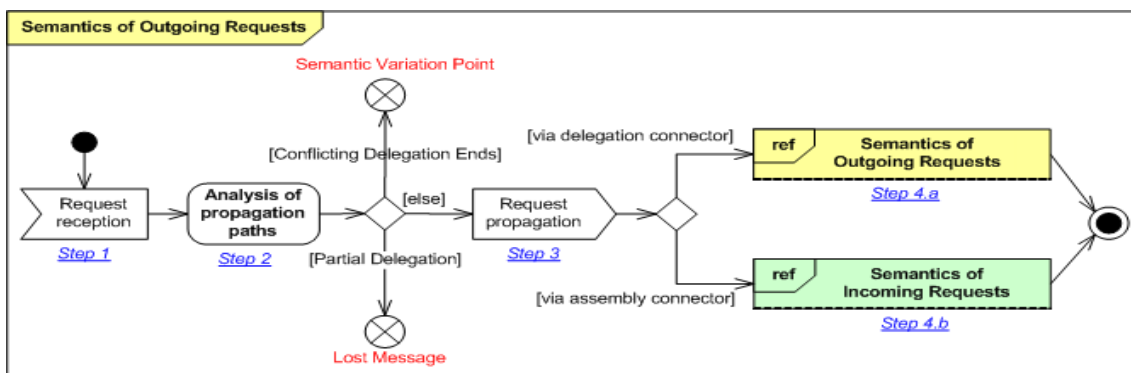 Semantics of Outgoing Requests
Semantic Variation Point
[Conflicting Delegation Ends]
Request
reception
Step 1
Analysis of
propagation
paths
Step 2
[else]
[Partial Delegation]
Lost Message
Request
propagation
Step 3
[via delegation connector]
ref
Semantics of
Outgoing Requests
Step 4.a
[via assembly connector]
ref
Semantics of
Incoming Requests
Step 4.b